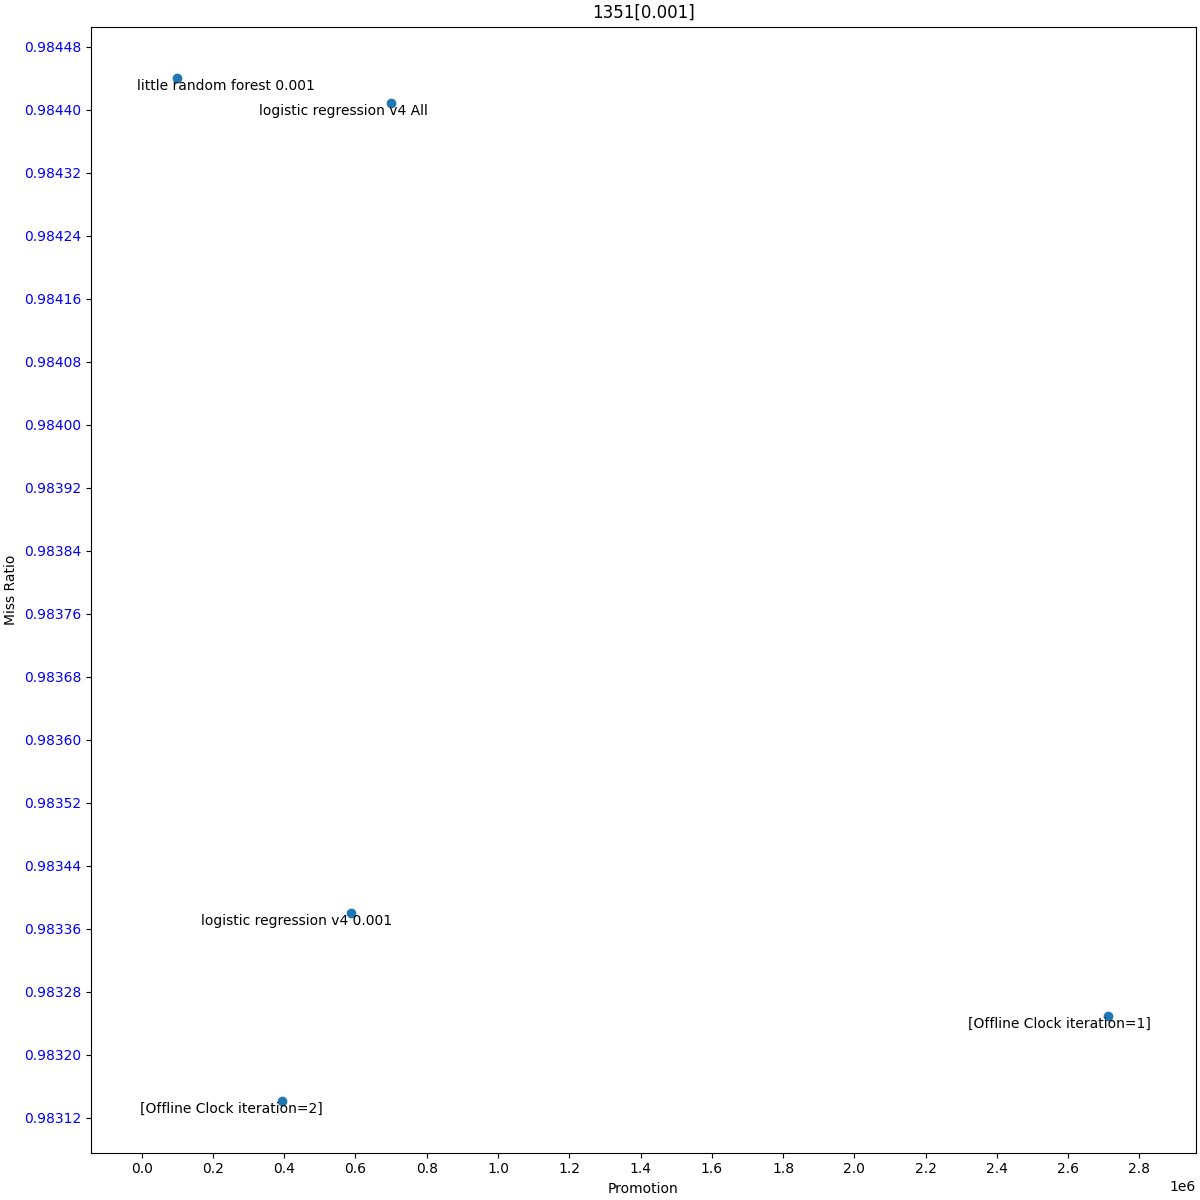 1351[0.001]
0.98448
little random forest 0.001
logistic regression v4 All
0.98440
0.98432
0.98424
0.98416
0.98408
0.98400
0.98392
0.98384
Miss Ratio
0.98376
0.98368
0.98360
0.98352
0.98344
logistic regression v4 0.001
0.98336
0.98328
[Offline Clock iteration=1]
0.98320
[Offline Clock iteration=2]
0.98312
0.0 0.2 0.4 0.6 0.8 1.0 1.2 1.4 1.6 1.8 2.0 2.2 2.4 2.6 2.8
1e6
Promotion